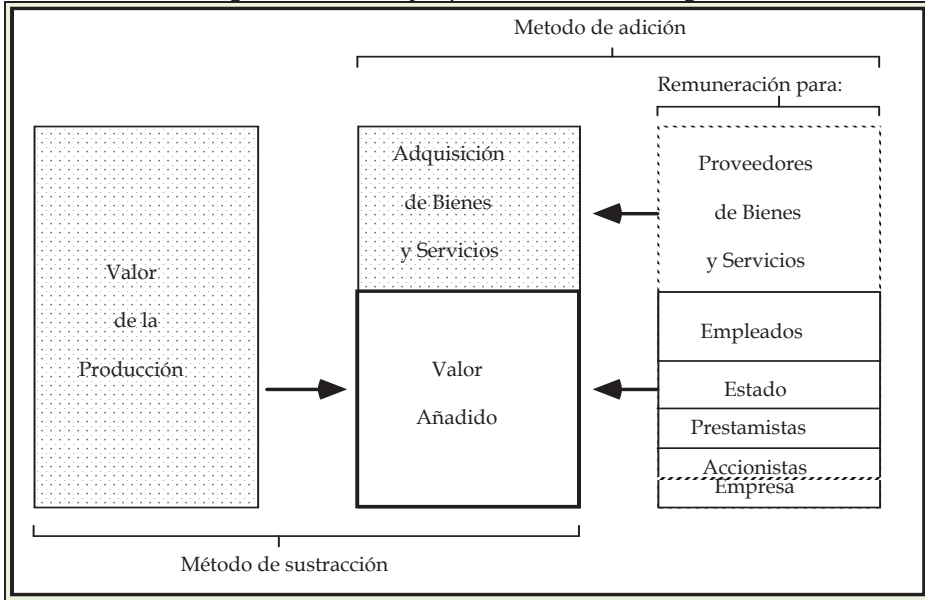 Metodo de adición
Remuneración para:
Adquisición
de Bienes
y Servicios
Proveedores
de Bienes
y Servicios
Valor
de la
Producción
Valor
Añadido
Empleados
Estado
Prestamistas
Accionistas
Empresa
Método de sustracción